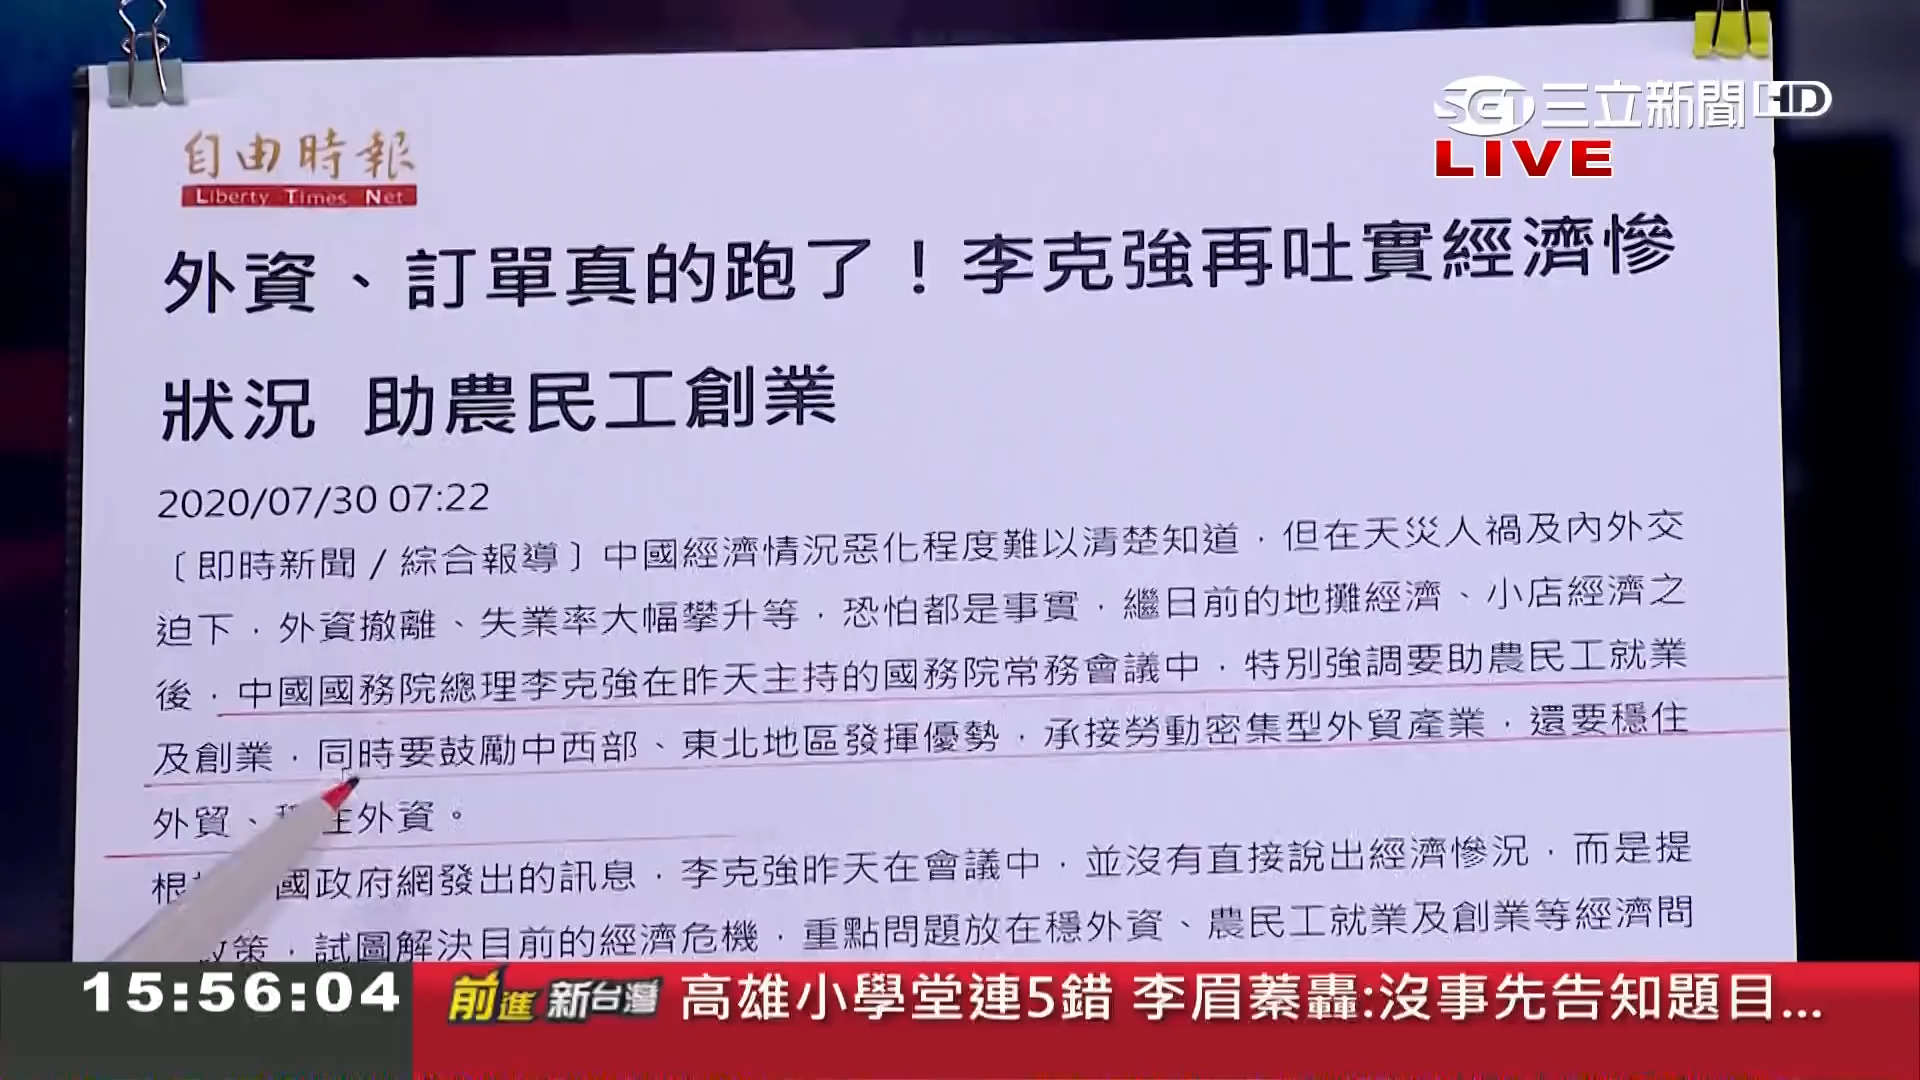 SET 三立新聞 HD
LIVE
自由時報
Liberty Times Net
外資、訂單真的跑了！李克強再吐實經濟慘
狀況 助農民工創業
2020/07/30 07:22
〔即時新聞／綜合報導〕中國經濟情況惡化程度難以清楚知道，但在天災人禍及內外交
迫下，外資撤離、失業率大幅攀升等，恐怕都是事實，繼日前的地攤經濟、小店經濟之
後，中國國務院總理李克強在昨天主持的國務院常務會議中，特別強調要助農民工就業
及創業，同時要鼓勵中西部、東北地區發揮優勢，承接勞動密集型外貿產業，還要穩住
外貿、住外資。
根 國政府網發出的訊息，李克強昨天在會議中，並沒有直接說出經濟慘況，而是提
政策，試圖解決目前的經濟危機，重點問題放在穩外資、農民工就業及創業等經濟問
15:56:04 前進新台灣 高雄小學堂連5錯 李眉蓁轟:沒事先告知題目...